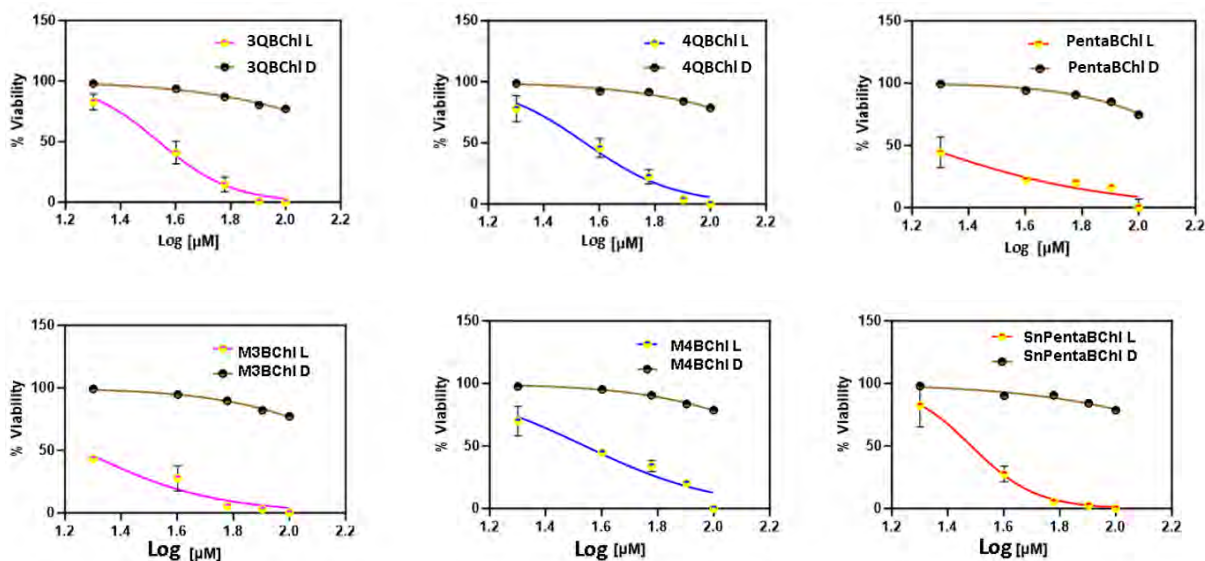 150
100
50
0
% Viability
3QBChl L
3QBChl D
1.2 1.4 1.6 1.8 2.0 2.2
Log [µM]
150
100
50
0
% Viability
4QBChl L
4QBChl D
1.2 1.4 1.6 1.8 2.0 2.2
Log [µM]
150
100
50
0
% Viability
PentaBChl L
PentaBChl D
1.2 1.4 1.6 1.8 2.0 2.2
Log [µM]
150
100
50
0
% Viability
M3BChl L
M3BChl D
1.2 1.4 1.6 1.8 2.0 2.2
Log [µM]
150
100
50
0
% Viability
M4BChl L
M4BChl D
1.2 1.4 1.6 1.8 2.0 2.2
Log [µM]
150
100
50
0
% Viability
SnPentaBChl L
SnPentaBChl D
1.2 1.4 1.6 1.8 2.0 2.2
Log [µM]